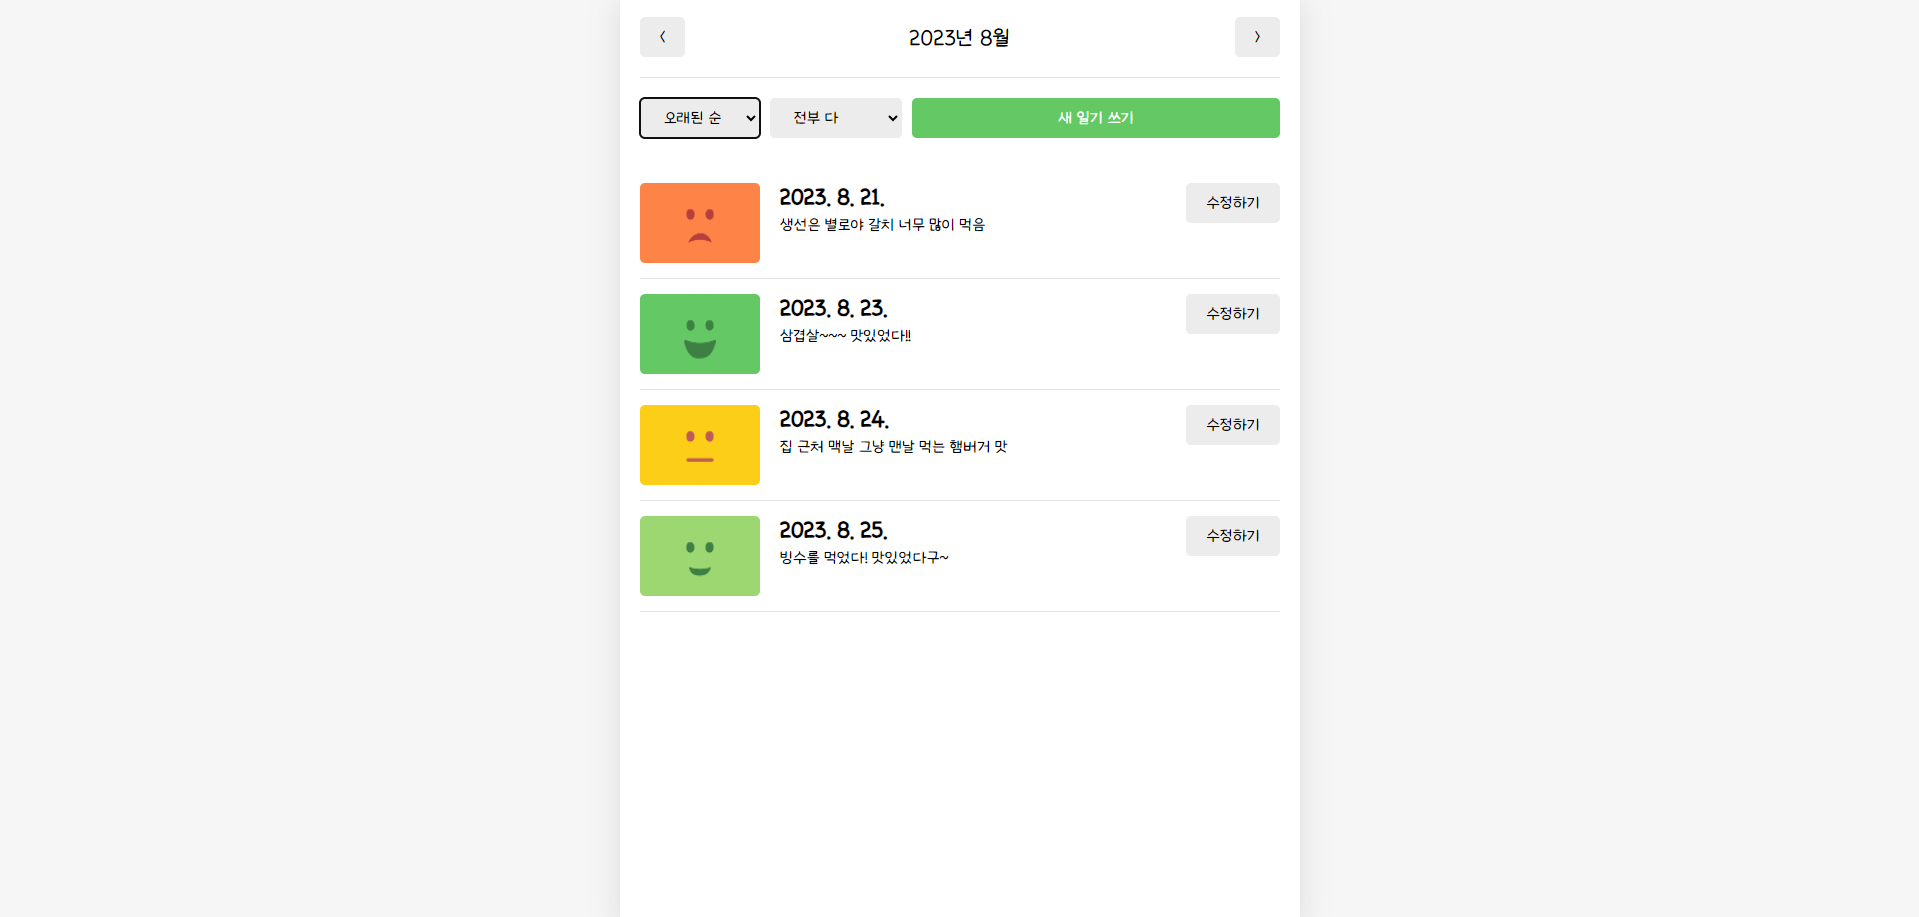 < 2023년 8월 >
오래된 순 전부 다 새 일기 쓰기
2023. 8. 21. 수정하기
생선은 별로야 갈치 너무 많이 먹음
2023. 8. 23. 수정하기
삼겹살~~~ 맛있었다!!
2023. 8. 24. 수정하기
집 근처 맥날 그냥 맨날 먹는 햄버거 맛
2023. 8. 25. 수정하기
빙수를 먹었다! 맛있었다구~